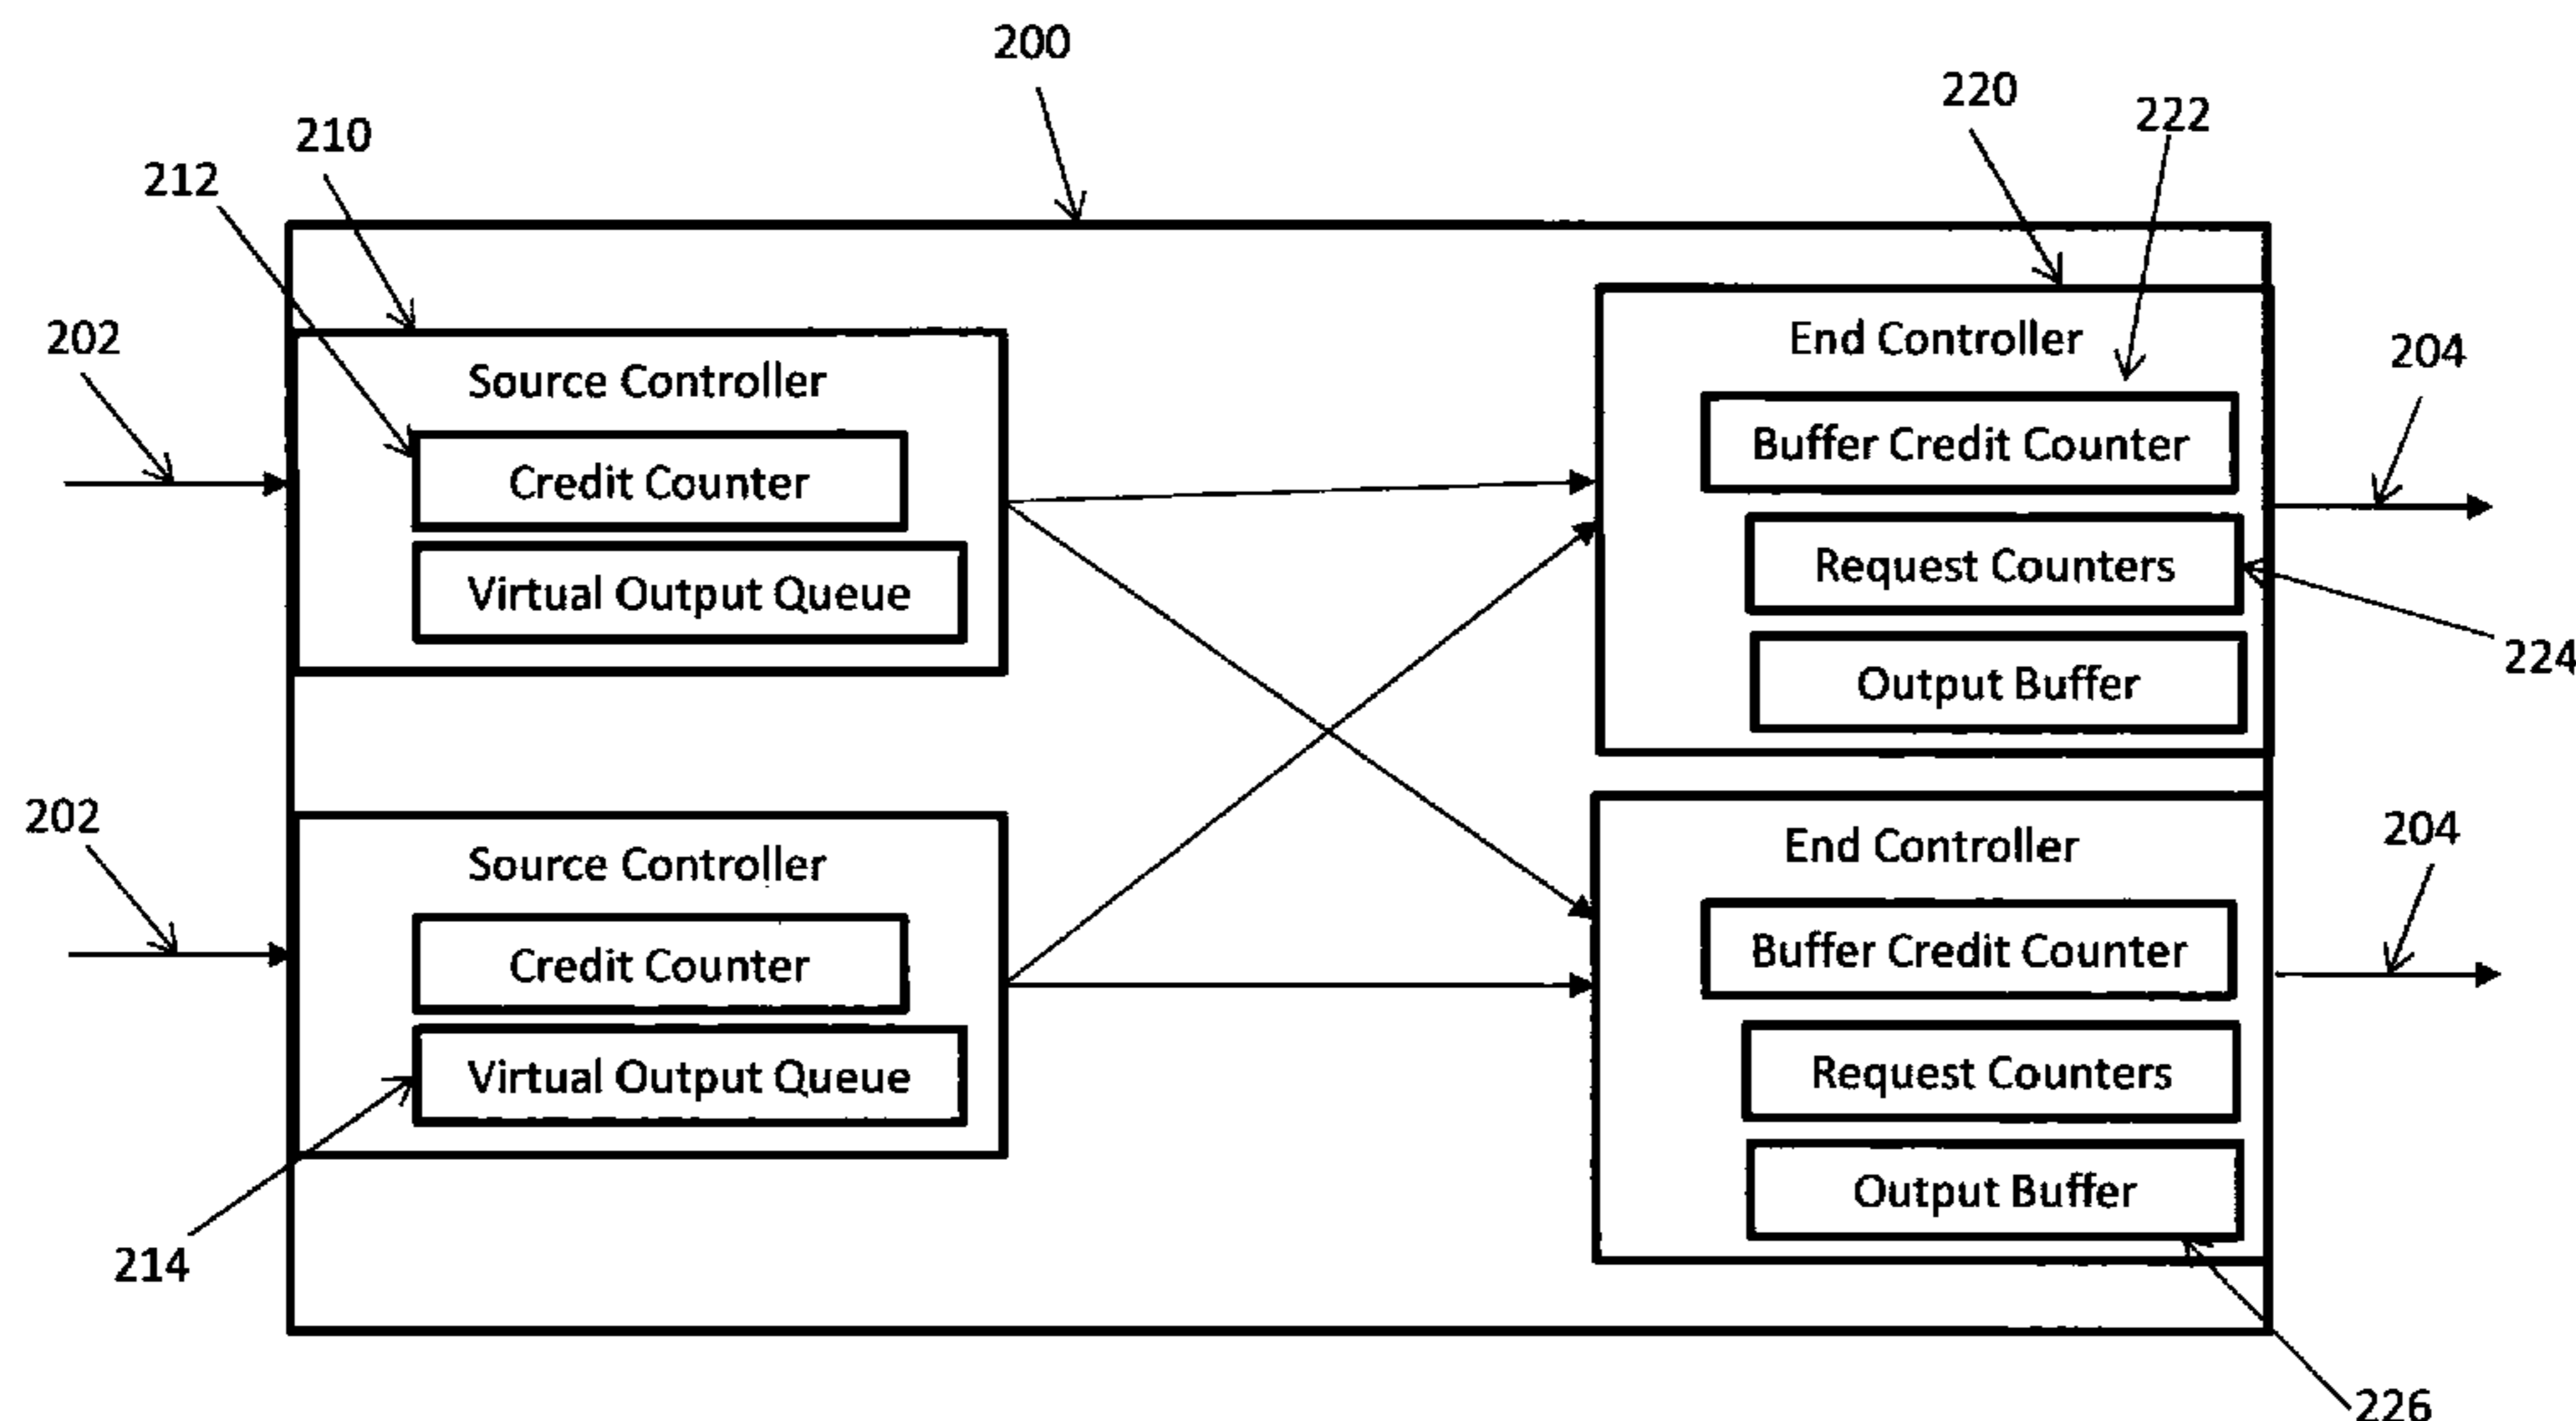 200
220
222
210
212
202
Source Controller
Credit Counter
Virtual Output Queue
End Controller
Buffer Credit Counter
Request Counters
Output Buffer
204
224
202
Source Controller
Credit Counter
Virtual Output Queue
214
End Controller
Buffer Credit Counter
Request Counters
Output Buffer
204
226